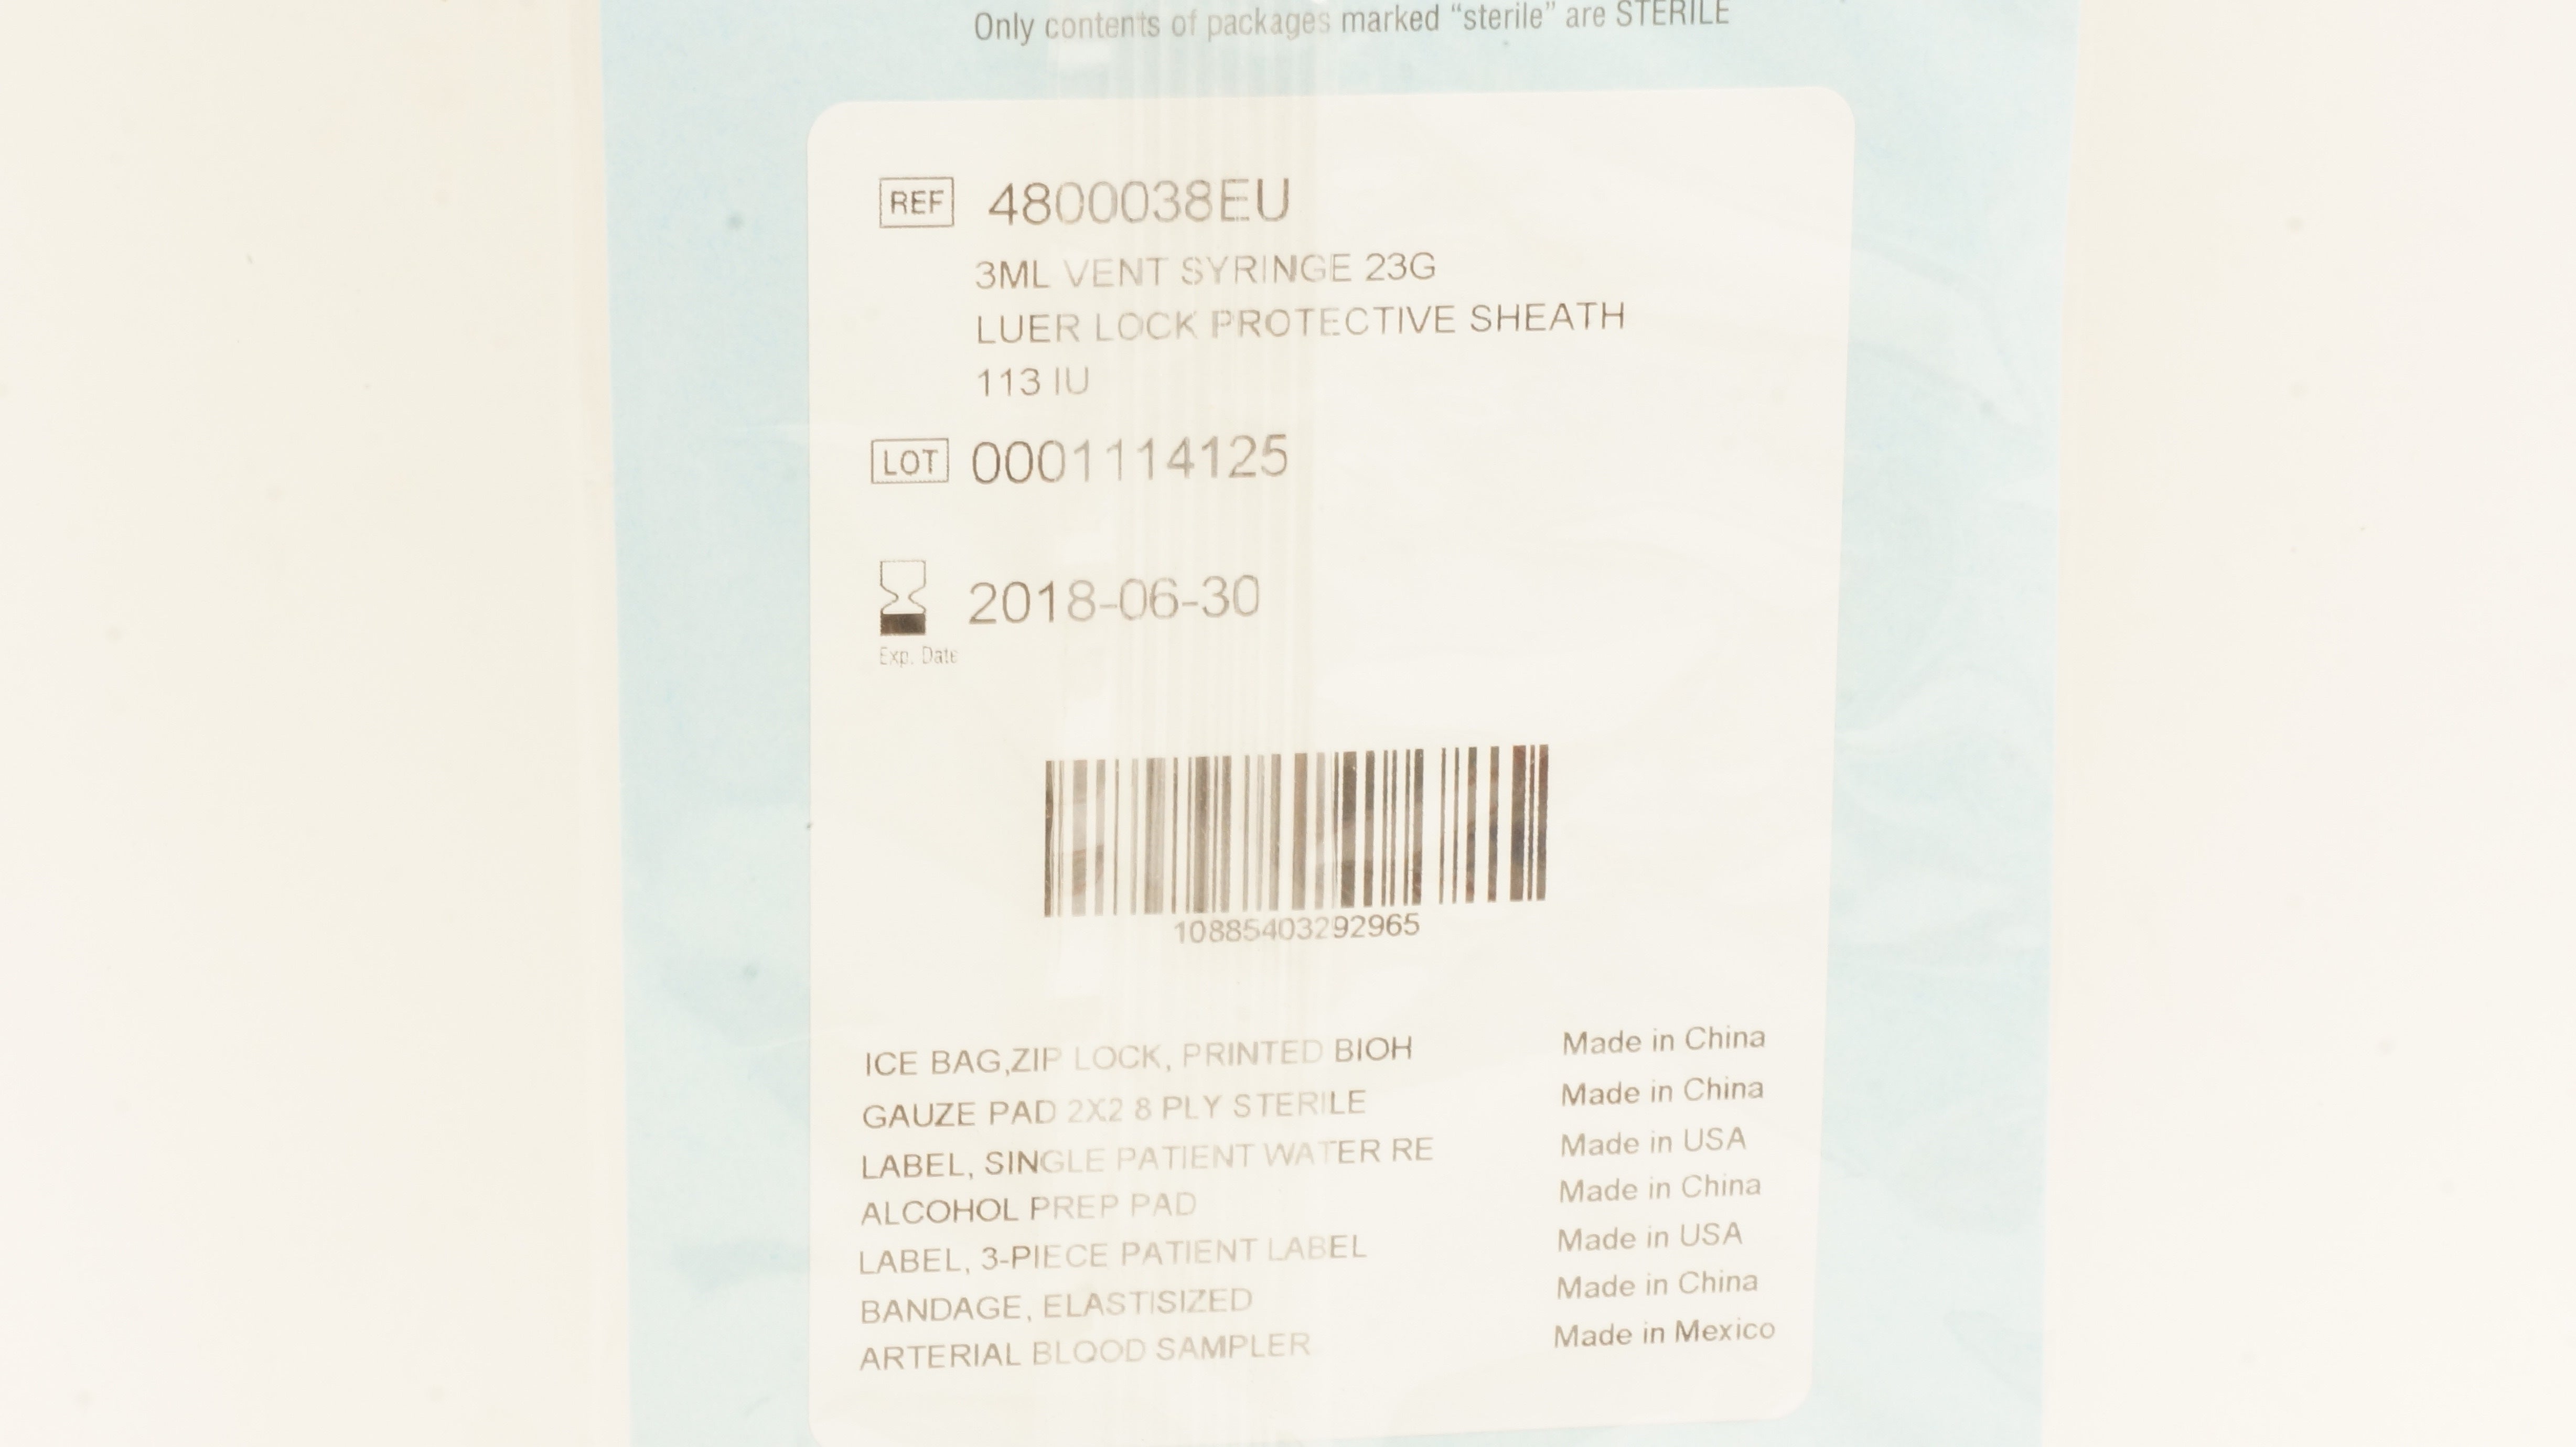 Only contents of packages marked “sterile” are STERILE
REF 4800038EU
3ML VENT SYRINGE 23G
LUER LOCK PROTECTIVE SHEATH
113 IU
LOT 0001114125
2018-06-30
Exp. Date
10885403292965
ICE BAG,ZIP LOCK, PRINTED BIOH Made in China
GAUZE PAD 2X2 8 PLY STERILE Made in China
LABEL, SINGLE PATIENT WATER RE Made in USA
ALCOHOL PREP PAD Made in China
LABEL, 3-PIECE PATIENT LABEL Made in USA
BANDAGE, ELASTISIZED Made in China
ARTERIAL BLOOD SAMPLER Made in Mexico